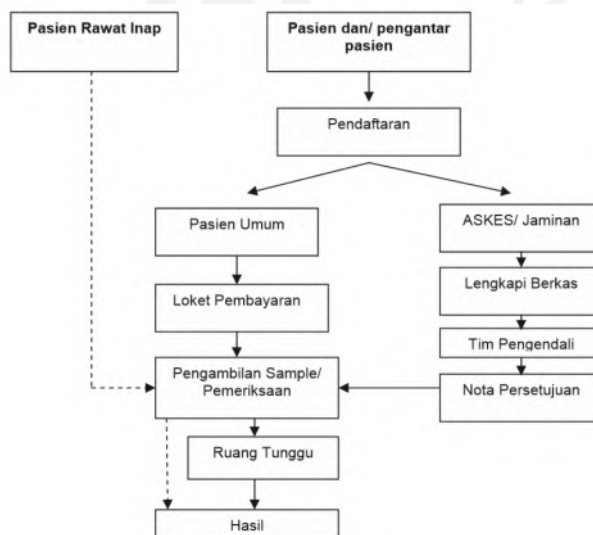 Pasien Rawat Inap
Pasien dan/ pengantar
pasien
Pendaftaran
Pasien Umum
ASKES/ Jaminan
Loket Pembayaran
Lengkapi Berkas
Tim Pengendali
Pengambilan Sample/
Pemeriksaan
Nota Persetujuan
Ruang Tunggu
Hasil